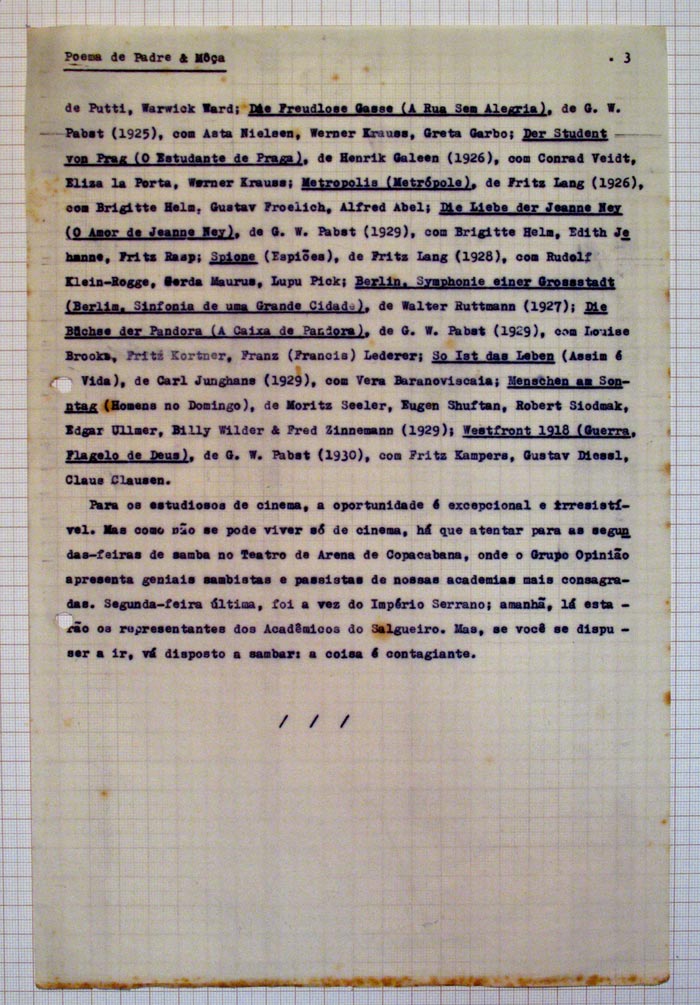 Poema de Padre & Môça . 3
de Putti, Warwick Ward; Die Freudlose Gasse (A Rua Sem Alegria), de G. W.
Pabst (1925), com Asta Nielsen, Werner Krauss, Greta Garbo; Der Student
von Prag (O Estudante de Praga), de Henrik Galeen (1926), com Conrad Veidt,
Eliza la Porta, Werner Krauss; Metropolis (Metrópole), de Fritz Lang (1926),
com Brigitte Helm, Gustav Froelich, Alfred Abel; Die Liebe der Jeanne Ney
(O Amor de Jeanne Ney), de G. W. Pabst (1929), com Brigitte Helm, Edith Je
hanne, Fritz Rasp; Spione (Espiões), de Fritz Lang (1928), com Rudolf
Klein-Rogge, Gerda Maurus, Lupu Pick; Berlin, Symphonie einer Grossstadt
(Berlim, Sinfonia de uma Grande Cidade), de Walter Ruttmann (1927); Die
Büchse der Pandora (A Caixa de Pandora), de G. W. Pabst (1929), com Louise
Brooks, Fritz Kortner, Franz (Francis) Lederer; So Ist das Leben (Assim é
Vida), de Carl Junghans (1929), com Vera Baranoviscaia; Menschen am Son-
ntag (Homens no Domingo), de Moritz Seeler, Eugen Shuftan, Robert Siodmak,
Edgar Ullmer, Billy Wilder & Fred Zinnemann (1929); Westfront 1918 (Guerra,
Flagelo de Deus), de G. W. Pabst (1930), com Fritz Kampers, Gustav Diessl,
Claus Clausen.
Para os estudiosos de cinema, a oportunidade é excepcional e irresistí-
vel. Mas como não se pode viver só de cinema, há que atentar para as segun
das-feiras de samba no Teatro de Arena de Copacabana, onde o Grupo Opinião
apresenta geniais sambistas e passistas de nossas academias mais consagra-
das. Segunda-feira última, foi a vez do Império Serrano; amanhã, lá esta -
rão os representantes dos Acadêmicos do Salgueiro. Mas, se você se dispu -
ser a ir, vá disposto a sambar: a coisa é contagiante.
/ / /